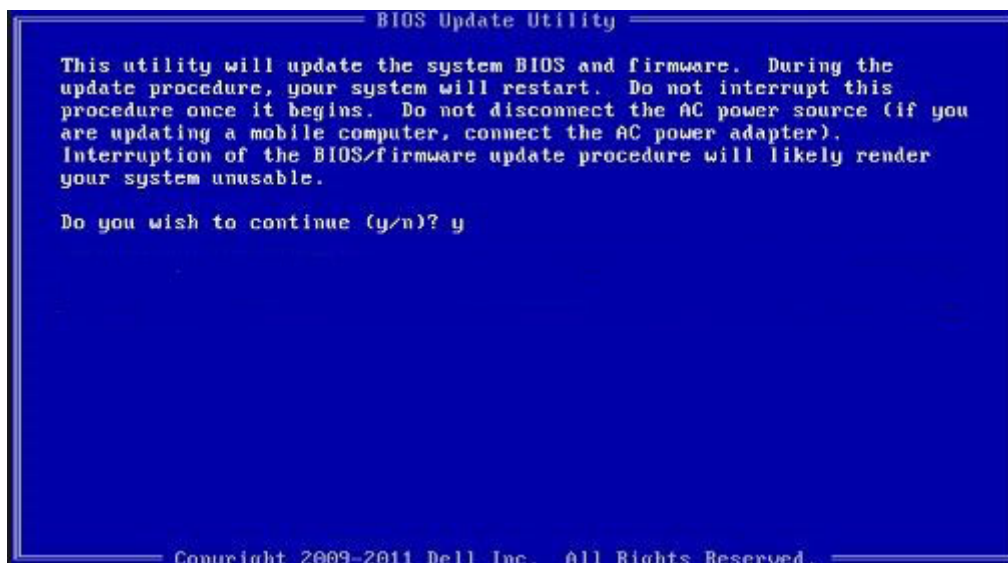 BIOS Update Utility
This utility will update the system BIOS and firmware. During the
update procedure, your system will restart. Do not interrupt this
procedure once it begins. Do not disconnect the AC power source (if you
are updating a mobile computer, connect the AC power adapter).
Interruption of the BIOS/firmware update procedure will likely render
your system unusable.
Do you wish to continue (y/n)? y
Copyright 2009-2011 Dell Inc. All Rights Reserved.